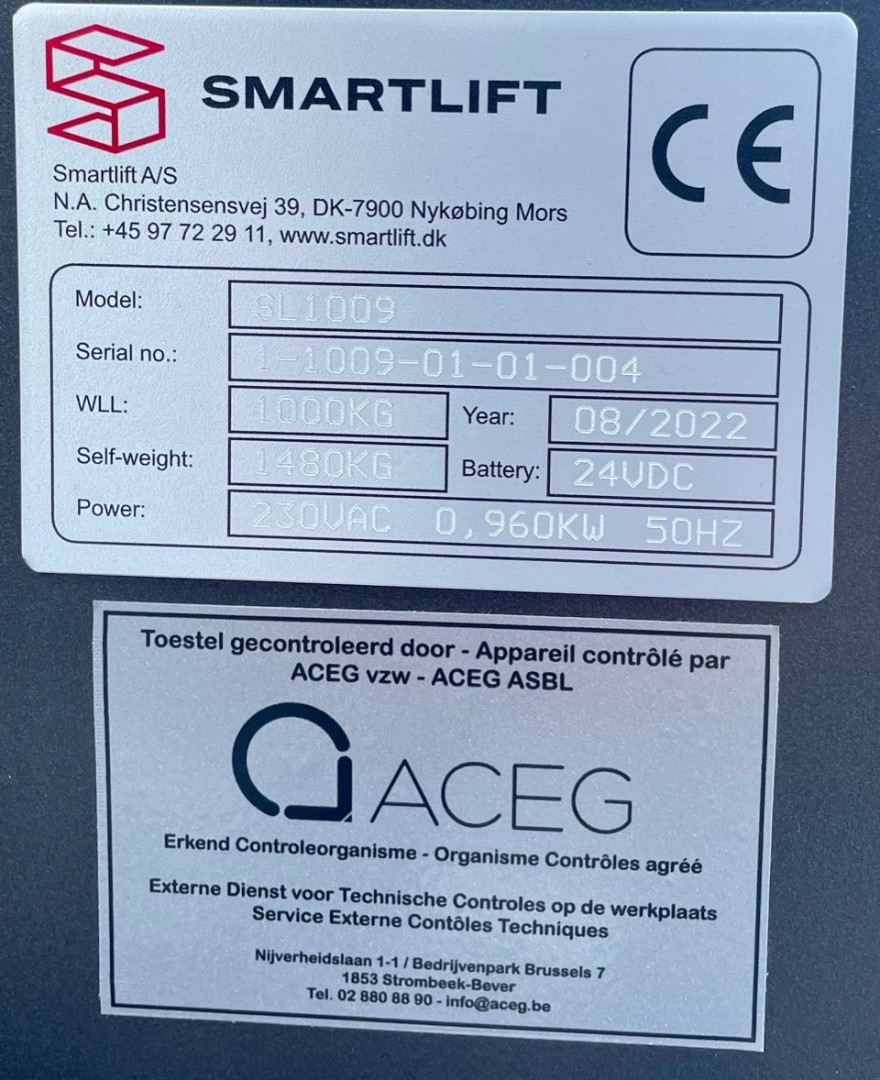 SMARTLIFT
CE
Smartlift A/S
N.A. Christensensvej 39, DK-7900 Nykøbing Mors
Tel.: +45 97 72 29 11, www.smartlift.dk
Model: SL1009
Serial no.: 1-1009-01-01-004
WLL: 1000KG Year: 08/2022
Self-weight: 1480KG Battery: 24VDC
Power: 230VAC 0,960KW 50HZ
Toestel gecontroleerd door - Appareil contrôlé par
ACEG vzw - ACEG ASBL
ACEG
Erkend Controleorganisme - Organisme Contrôles agréé
Externe Dienst voor Technische Controles op de werkplaats
Service Externe Contôles Techniques
Nijverheidslaan 1-1 / Bedrijvenpark Brussels 7
1853 Strombeek-Bever
Tel. 02 880 88 90 - info@aceg.be